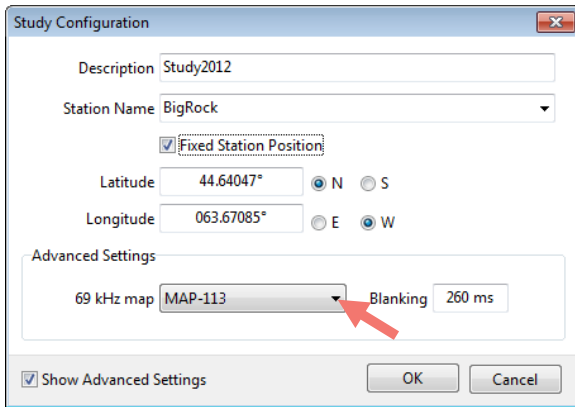 Study Configuration
Description Study2012
Station Name BigRock
Fixed Station Position
Latitude 44.64047° N S
Longitude 063.67085° E W
Advanced Settings
69 kHz map MAP-113 Blanking 260 ms
Show Advanced Settings OK Cancel